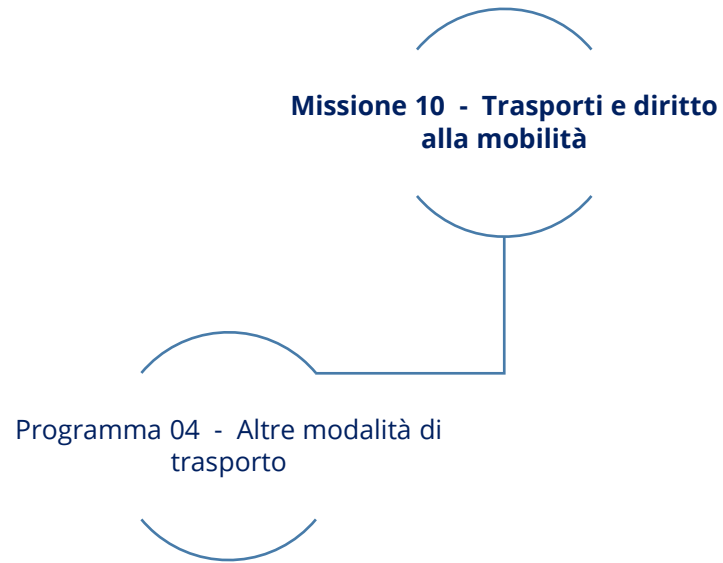 Missione 10 - Trasporti e diritto
alla mobilità
Programma 04 - Altre modalità di
trasporto